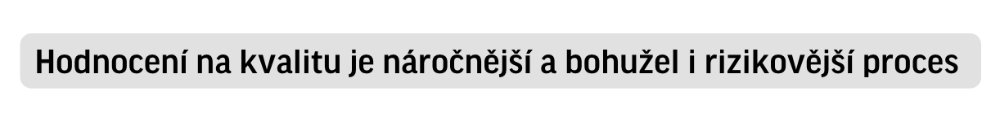 Hodnocení na kvalitu je náročnější a bohužel i rizikovější proces